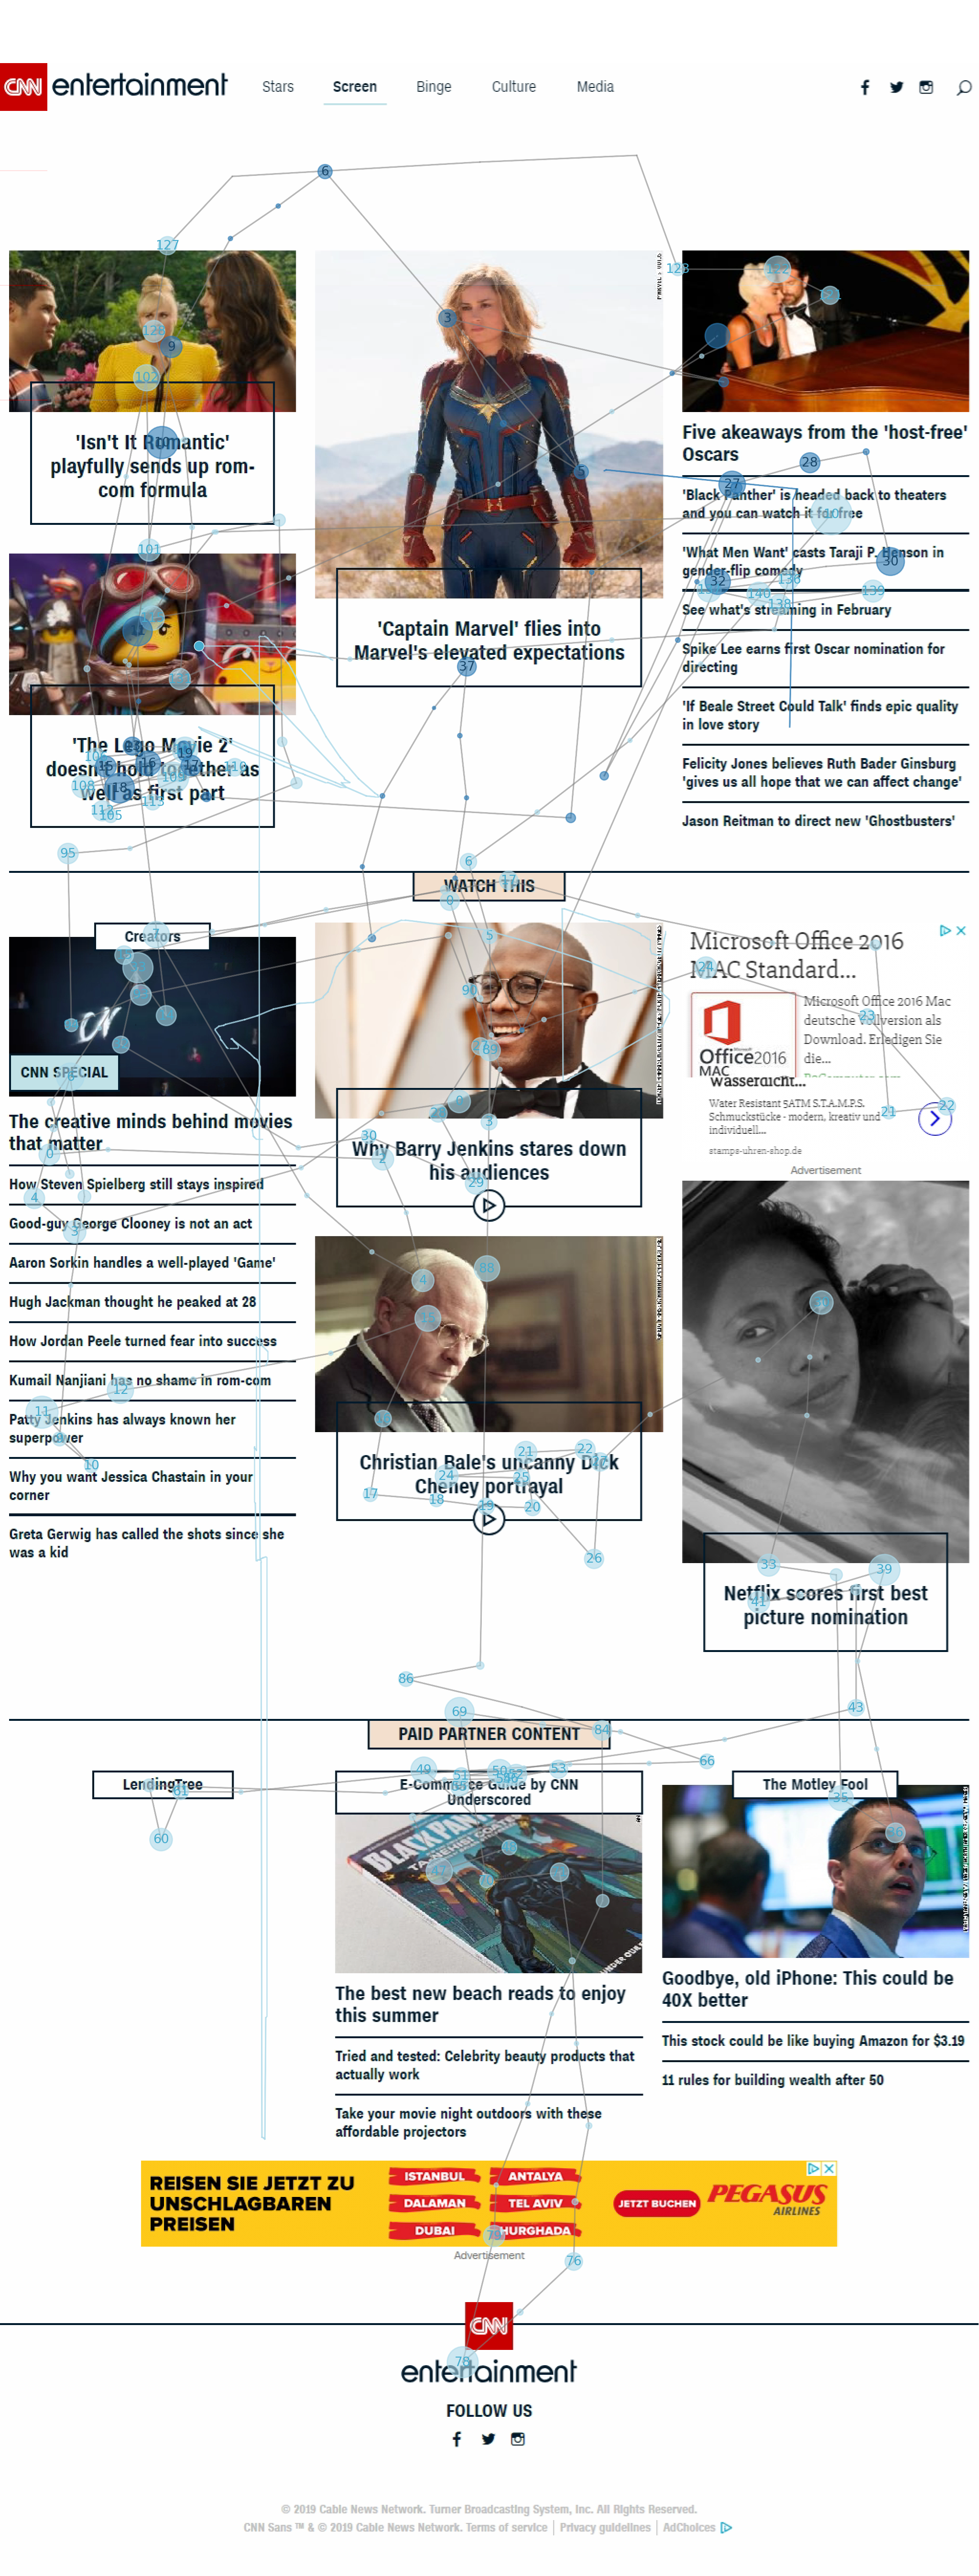 CNN entertainment
Stars Screen Binge Culture Media
'Isn't It Romantic'
playfully sends up rom-
com formula
'The Lego Movie 2'
doesn't hold together as
well as first part
'Captain Marvel' flies into
Marvel's elevated expectations
Five akeaways from the 'host-free'
Oscars
'Black Panther' is headed back to theaters
and you can watch it for free
'What Men Want' casts Taraji P. Henson in
gender-flip comedy
See what's streaming in February
Spike Lee earns first Oscar nomination for
directing
'If Beale Street Could Talk' finds epic quality
in love story
Felicity Jones believes Ruth Bader Ginsburg
'gives us all hope that we can affect change'
Jason Reitman to direct new 'Ghostbusters'
WATCH THIS
Creators
CNN SPECIAL
The creative minds behind movies
that matter
How Steven Spielberg still stays inspired
Good-guy George Clooney is not an act
Aaron Sorkin handles a well-played 'Game'
Hugh Jackman thought he peaked at 28
How Jordan Peele turned fear into success
Kumail Nanjiani has no shame in rom-com
Patty Jenkins has always known her
superpower
Why you want Jessica Chastain in your
corner
Greta Gerwig has called the shots since she
was a kid
Why Barry Jenkins stares down
his audiences
Christian Bale's uncanny Dick
Cheney portrayal
Microsoft Office 2016
MAC Standard...
Microsoft Office 2016 Mac
deutsche Vollversion als
Download. Erledigen Sie
die...
Office2016
MAC
wasserdicht...
Water Resistant 5ATM S.T.A.M.P.S.
Schmuckstücke - modern, kreativ und
individuell...
stamps-uhren-shop.de
Advertisement
Netflix scores first best
picture nomination
PAID PARTNER CONTENT
LendingTree
E-Commerce Guide by CNN
Underscored
BLACK PAN
The best new beach reads to enjoy
this summer
Tried and tested: Celebrity beauty products that
actually work
Take your movie night outdoors with these
affordable projectors
The Motley Fool
Goodbye, old iPhone: This could be
40X better
This stock could be like buying Amazon for $3.19
11 rules for building wealth after 50
REISEN SIE JETZT ZU
UNSCHLAGBAREN
PREISEN
ISTANBUL ANTALYA
DALAMAN TEL AVIV
DUBAI HURGHADA
JETZT BUCHEN
PEGASUS
AIRLINES
Advertisement
CNN
entertainment
FOLLOW US
© 2019 Cable News Network. Turner Broadcasting System, Inc. All Rights Reserved.
CNN Sans ™ & © 2019 Cable News Network. Terms of service | Privacy guidelines | AdChoices